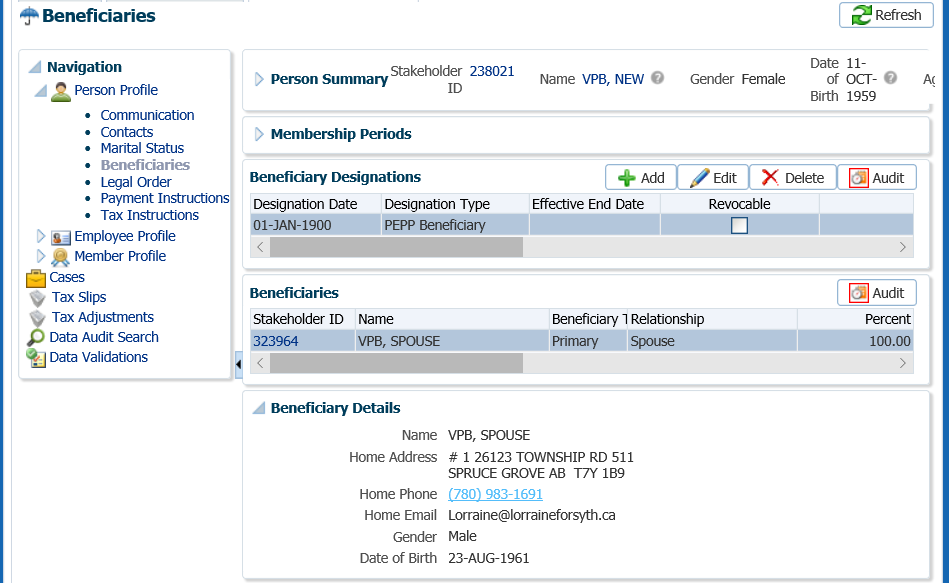 Beneficiaries
Refresh
Navigation
Person Profile
Communication
Contacts
Marital Status
Beneficiaries
Legal Order
Payment Instructions
Tax Instructions
Employee Profile
Member Profile
Cases
Tax Slips
Tax Adjustments
Data Audit Search
Data Validations
Person Summary Stakeholder ID 238021 Name VPB, NEW Gender Female Date of Birth 11-OCT-1959
Membership Periods
Beneficiary Designations Add Edit Delete Audit
Designation Date Designation Type Effective End Date Revocable
01-JAN-1900 PEPP Beneficiary
Beneficiaries Audit
Stakeholder ID Name Beneficiary Relationship Percent
323964 VPB, SPOUSE Primary Spouse 100.00
Beneficiary Details
Name VPB, SPOUSE
Home Address # 1 26123 TOWNSHIP RD 511
SPRUCE GROVE AB T7Y 1B9
Home Phone (780) 983-1691
Home Email Lorraine@lorraineforsyth.ca
Gender Male
Date of Birth 23-AUG-1961